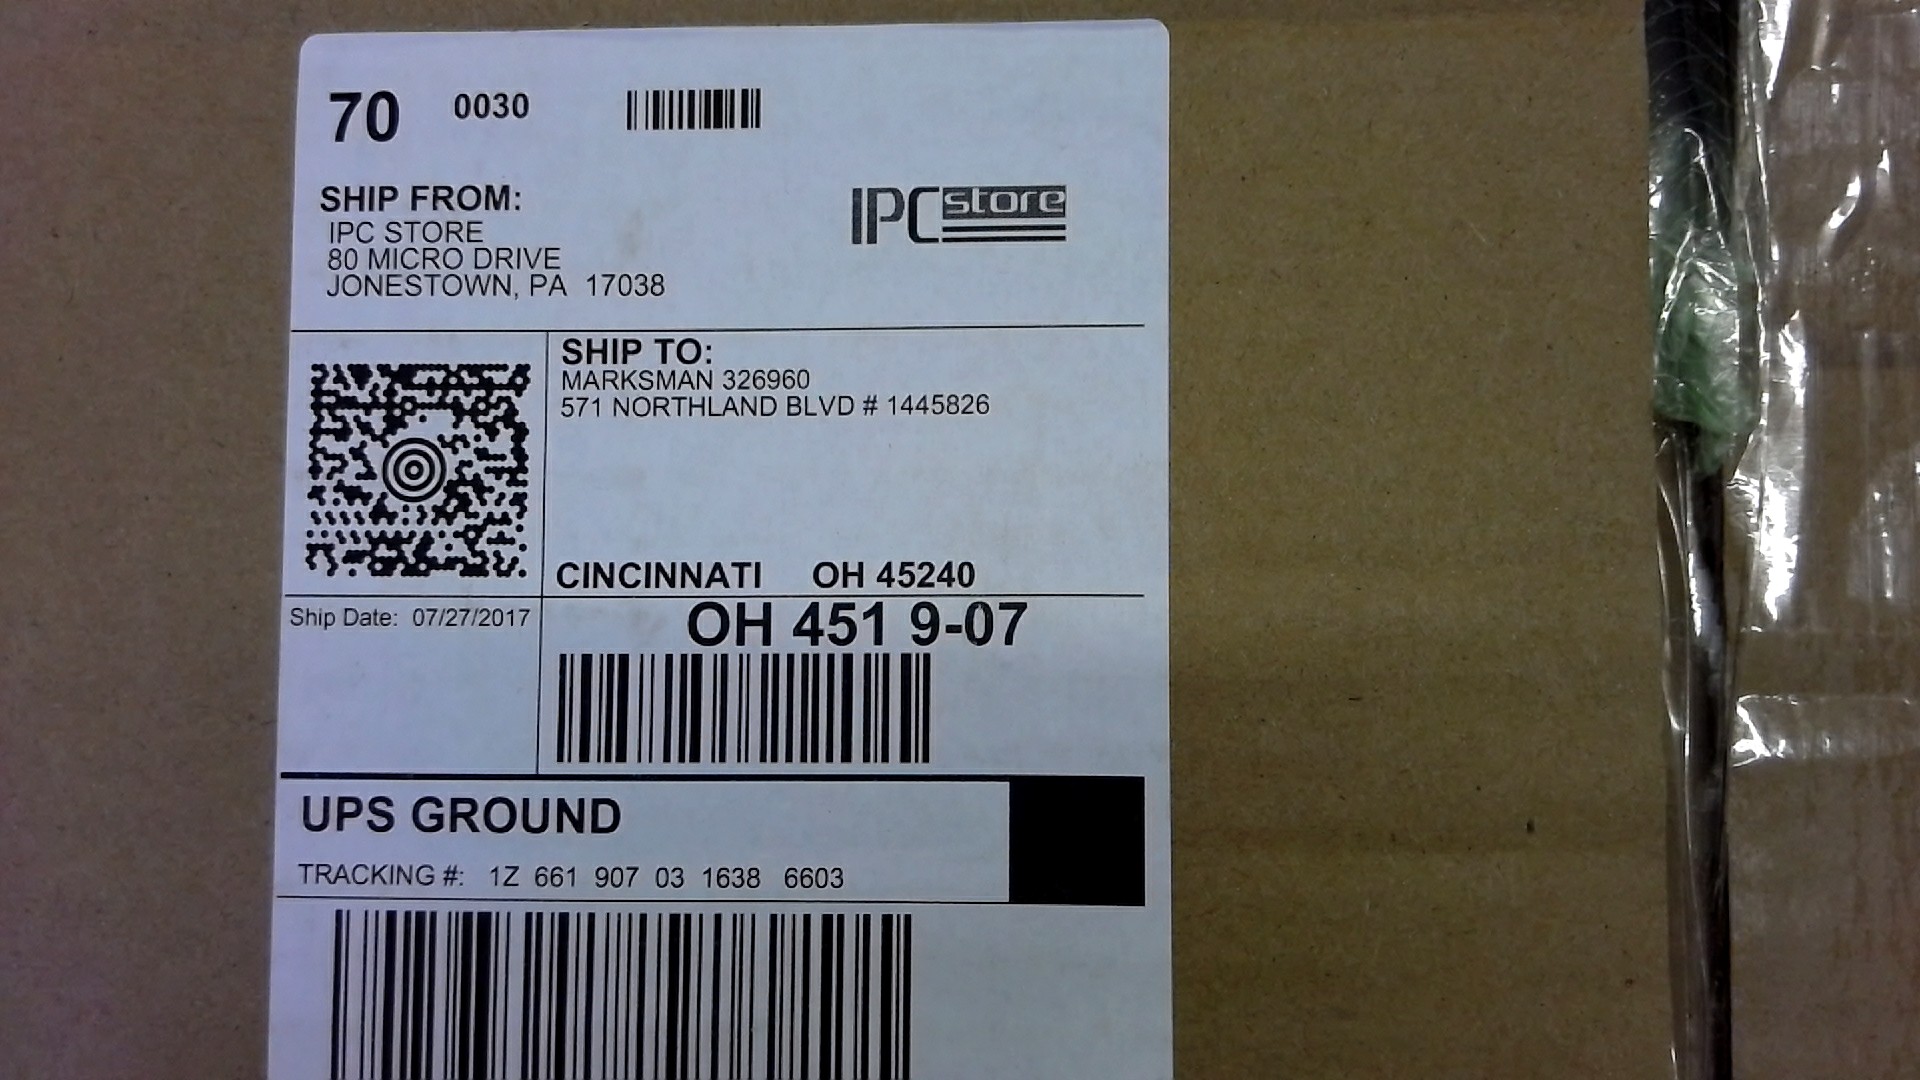 70 0030
SHIP FROM:
IPC STORE
80 MICRO DRIVE
JONESTOWN, PA 17038
IPC store
SHIP TO:
MARKSMAN 326960
571 NORTHLAND BLVD # 1445826
CINCINNATI OH 45240
Ship Date: 07/27/2017
OH 451 9-07
UPS GROUND
TRACKING #: 1Z 661 907 03 1638 6603